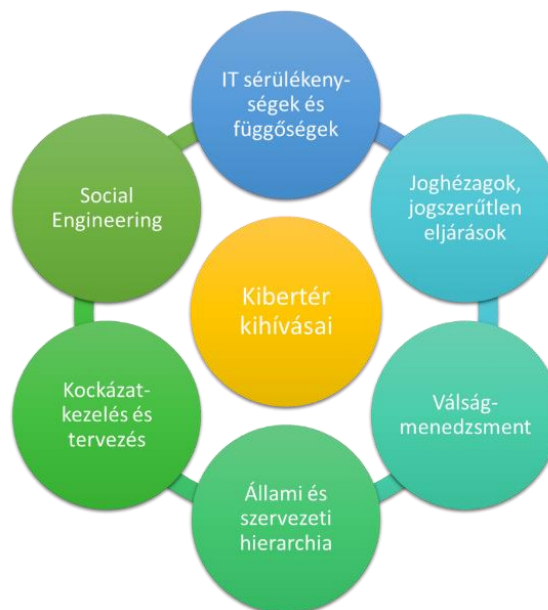 IT sérülékeny-
ségek és
függőségek
Joghézagok,
jogszerűtlen
eljárások
Válság-
menedzsment
Állami és
szervezeti
hierarchia
Kockázat-
kezelés és
tervezés
Social
Engineering
Kibertér
kihívásai